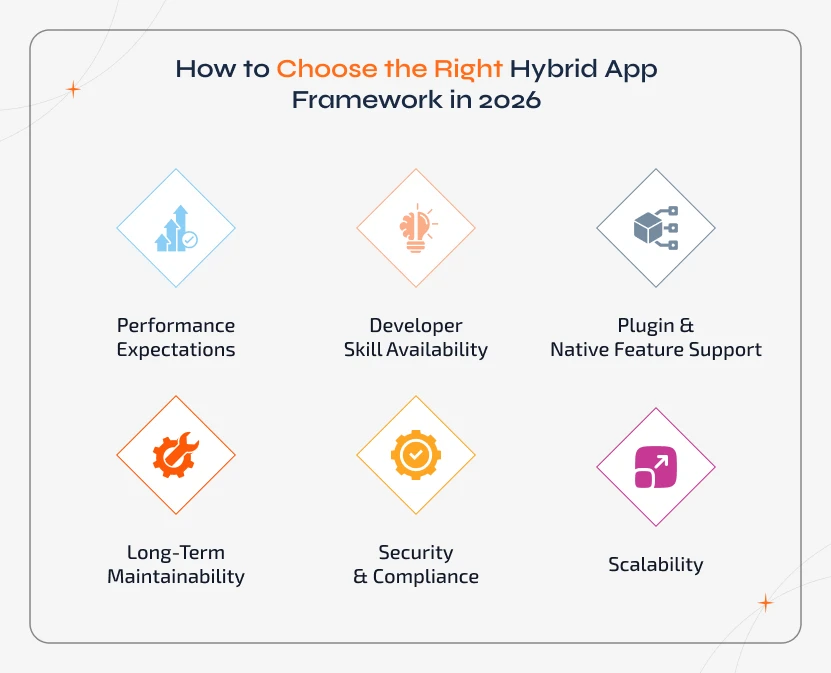 How to Choose the Right Hybrid App
Framework in 2026
Performance
Expectations
Developer
Skill Availability
Plugin &
Native Feature Support
Long-Term
Maintainability
Security
& Compliance
Scalability